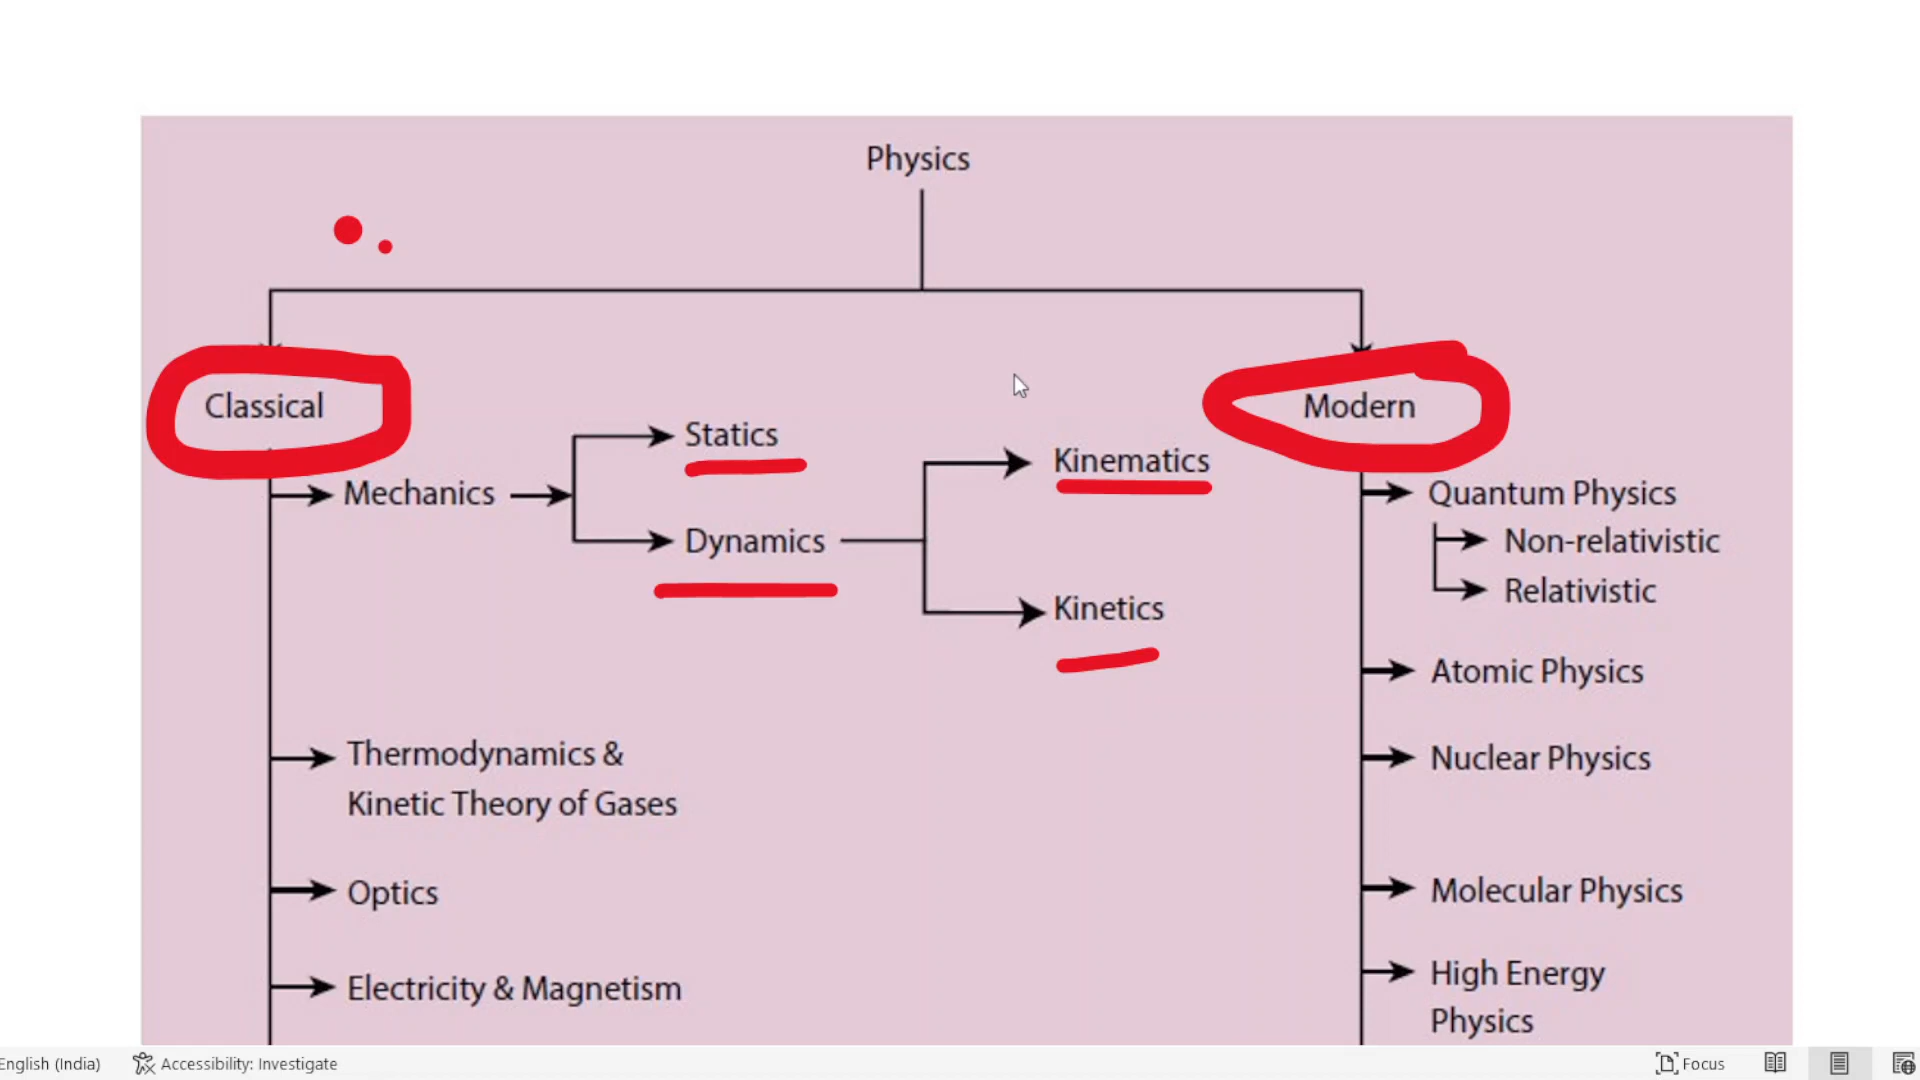 Physics
Classical
Modern
Mechanics
Statics
Dynamics
Kinematics
Kinetics
Thermodynamics &
Kinetic Theory of Gases
Optics
Electricity & Magnetism
Quantum Physics
Non-relativistic
Relativistic
Atomic Physics
Nuclear Physics
Molecular Physics
High Energy
Physics
English (India)
Accessibility: Investigate
Focus